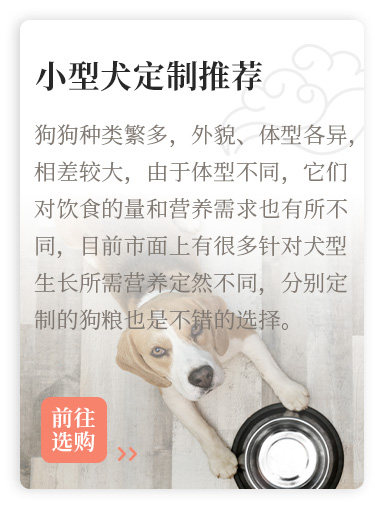 小型犬定制推荐
狗狗种类繁多，外貌、体型各异，
相差较大，由于体型不同，它们
对饮食的量和营养需求也有所不
同，目前市面上有很多针对犬型
生长所需营养定然不同，分别定
制的狗粮也是不错的选择。
前往
选购